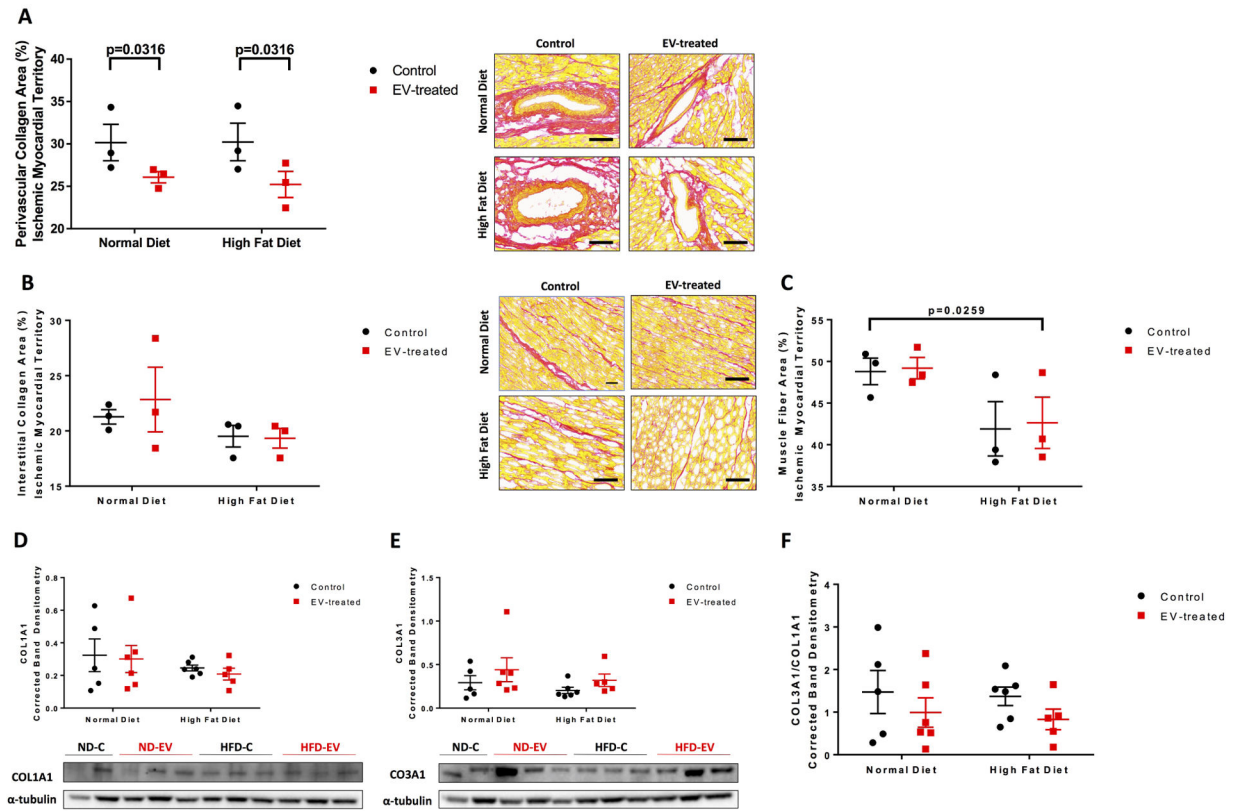 A
Perivascular Collagen Area (%)
Ischemic Myocardial Territory
40
35
30
25
20
p=0.0316
p=0.0316
Normal Diet
High Fat Diet
Control
EV-treated
Control
EV-treated
Normal Diet
High Fat Diet
B
Interstitial Collagen Area (%)
Ischemic Myocardial Territory
30
25
20
15
Normal Diet
High Fat Diet
Control
EV-treated
Control
EV-treated
Normal Diet
High Fat Diet
C
Muscle Fiber Area (%)
Ischemic Myocardial Territory
55
50
45
40
35
p=0.0259
Normal Diet
High Fat Diet
Control
EV-treated
D
COL1A1
Corrected Band Densitometry
0.8
0.6
0.4
0.2
0.0
Normal Diet
High Fat Diet
Control
EV-treated
ND-C
ND-EV
HFD-C
HFD-EV
COL1A1
α-tubulin
E
COL3A1
Corrected Band Densitometry
1.5
1.0
0.5
0.0
Normal Diet
High Fat Diet
Control
EV-treated
ND-C
ND-EV
HFD-C
HFD-EV
CO3A1
α-tubulin
F
COL3A1/COL1A1
Corrected Band Densitometry
4
3
2
1
0
Normal Diet
High Fat Diet
Control
EV-treated